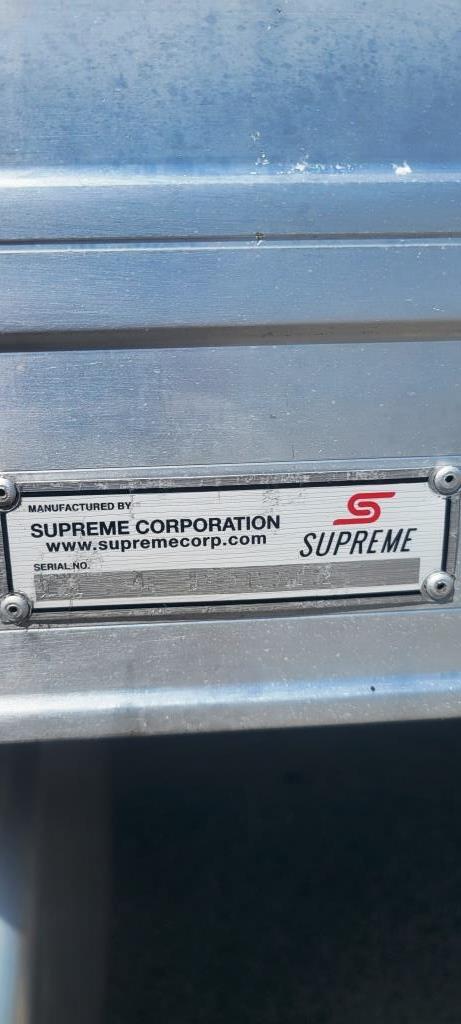 MANUFACTURED BY
SUPREME CORPORATION
www.supremecorp.com
SERIAL NO.
SUPREME